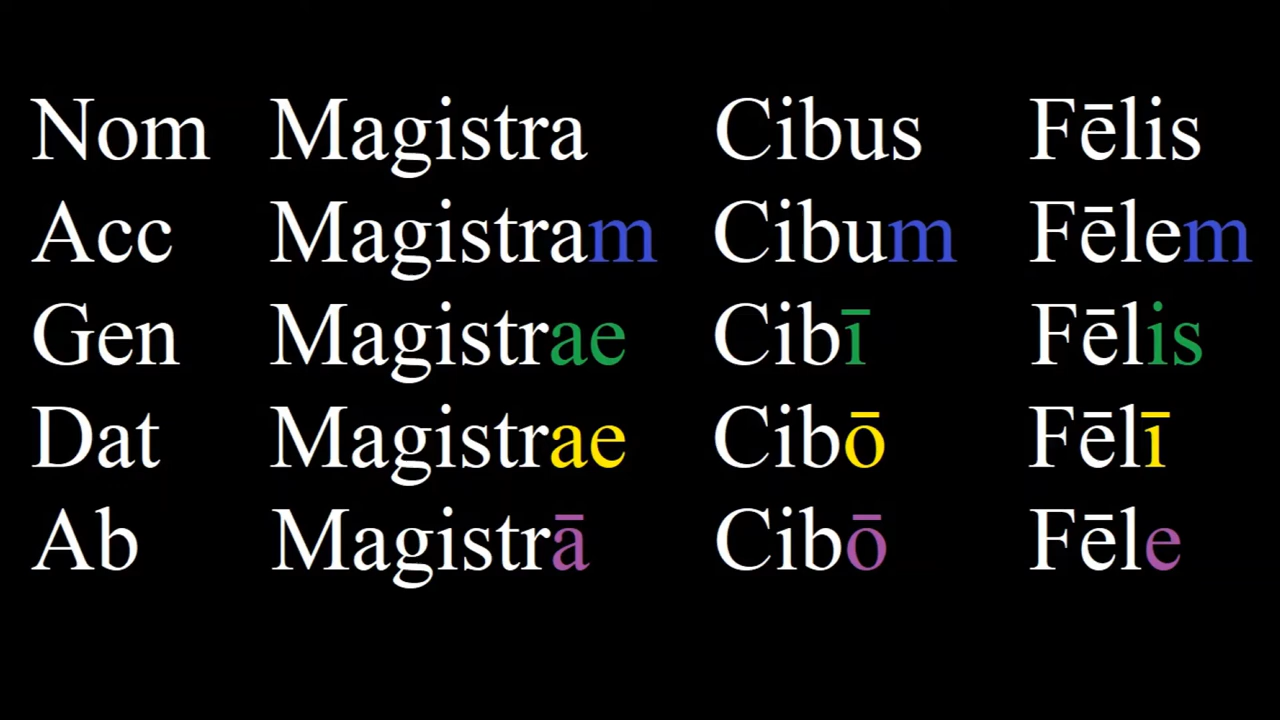 Nom Magistra Cibus Fēlis
Acc Magistram Cibum Fēlem
Gen Magistrae Cibī Fēlis
Dat Magistrae Cibō Fēlī
Ab Magistrā Cibō Fēle